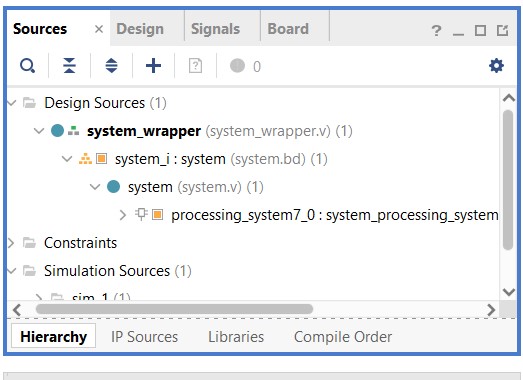 Sources × Design Signals Board ? _
0
Design Sources (1)
system_wrapper (system_wrapper.v) (1)
system_i : system (system.bd) (1)
system (system.v) (1)
processing_system7_0 : system_processing_system
Constraints
Simulation Sources (1)
sim_1 (1)
Hierarchy IP Sources Libraries Compile Order